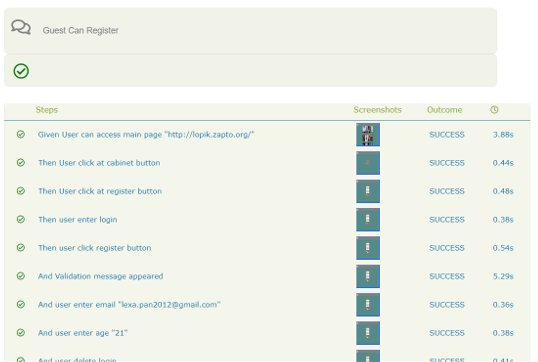 Guest Can Register
Steps Screenshots Outcome
Given User can access main page "http://lopik.zapto.org/" SUCCESS 3.88s
Then User click at cabinet button SUCCESS 0.44s
Then User click at register button SUCCESS 0.48s
Then user enter login SUCCESS 0.38s
Then user click register button SUCCESS 0.54s
And Validation message appeared SUCCESS 5.29s
And user enter email "lexa.pan2012@gmail.com" SUCCESS 0.36s
And user enter age "21" SUCCESS 0.38s
And user delete login SUCCESS 0.41s